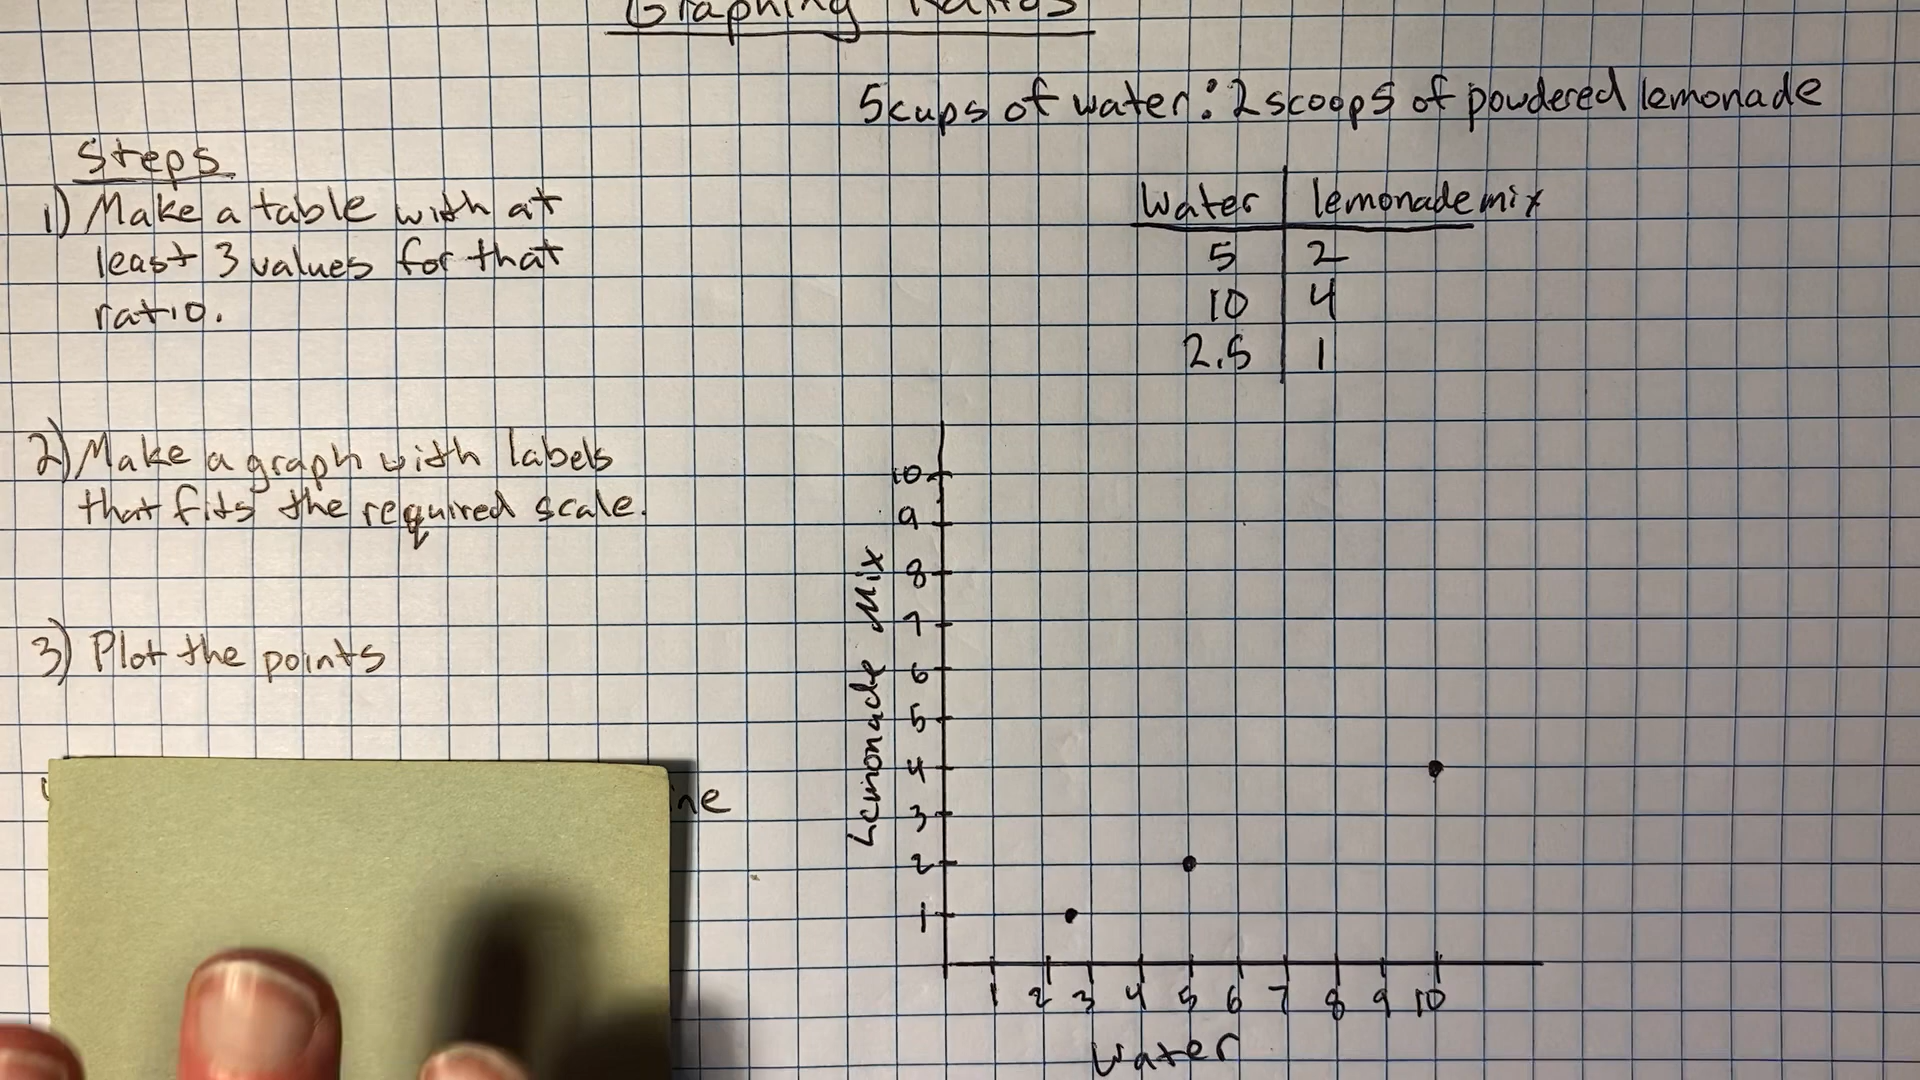 Graphing Ratios
5 cups of water : 2 scoops of powdered lemonade
Steps
1) Make a table with at
least 3 values for that
ratio.
Water lemonade mix
5 2
10 4
2.5 1
2) Make a graph with labels
that fits the required scale.
3) Plot the points
10
9
8
7
6
5
4
3
2
1
Lemonade Mix
1 2 3 4 5 6 7 8 9 10
Water